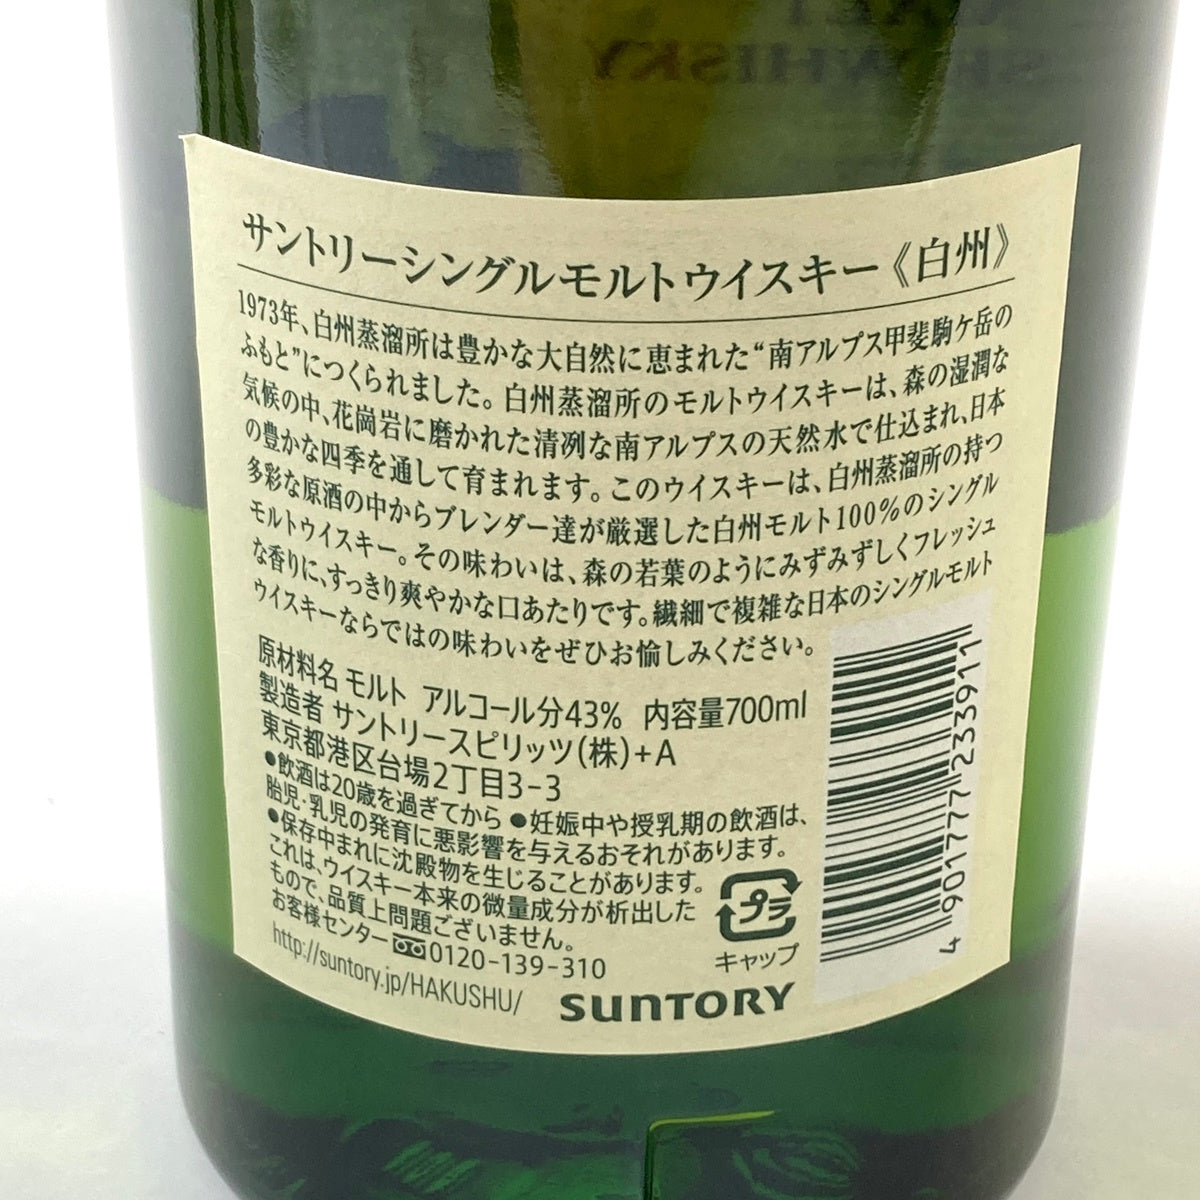 サントリーシングルモルトウイスキー《白州》
1973年、白州蒸溜所は豊かな大自然に恵まれた“南アルプス甲斐駒ケ岳の
ふもと”につくられました。白州蒸溜所のモルトウイスキーは、森の湿潤な
気候の中、花崗岩に磨かれた清冽な南アルプスの天然水で仕込まれ、日本
の豊かな四季を通して育まれます。このウイスキーは、白州蒸溜所の持つ
多彩な原酒の中からブレンダー達が厳選した白州モルト100%のシングル
モルトウイスキー。その味わいは、森の若葉のようにみずみずしくフレッシュ
な香りに、すっきり爽やかな口あたりです。繊細で複雑な日本のシングルモルト
ウイスキーならではの味わいをぜひお愉しみください。
原材料名 モルト アルコール分43% 内容量700ml
製造者 サントリースピリッツ(株)+A
東京都港区台場2丁目3-3
●飲酒は20歳を過ぎてから ●妊娠中や授乳期の飲酒は、
胎児・乳児の発育に悪影響を与えるおそれがあります。
●保存中まれに沈殿物を生じることがあります。
これは、ウイスキー本来の微量成分が析出した
もので、品質上問題ございません。
お客様センター 0120-139-310
http://suntory.jp/HAKUSHU/
SUNTORY
プラ
キャップ
4 901777 233911
WHISKY